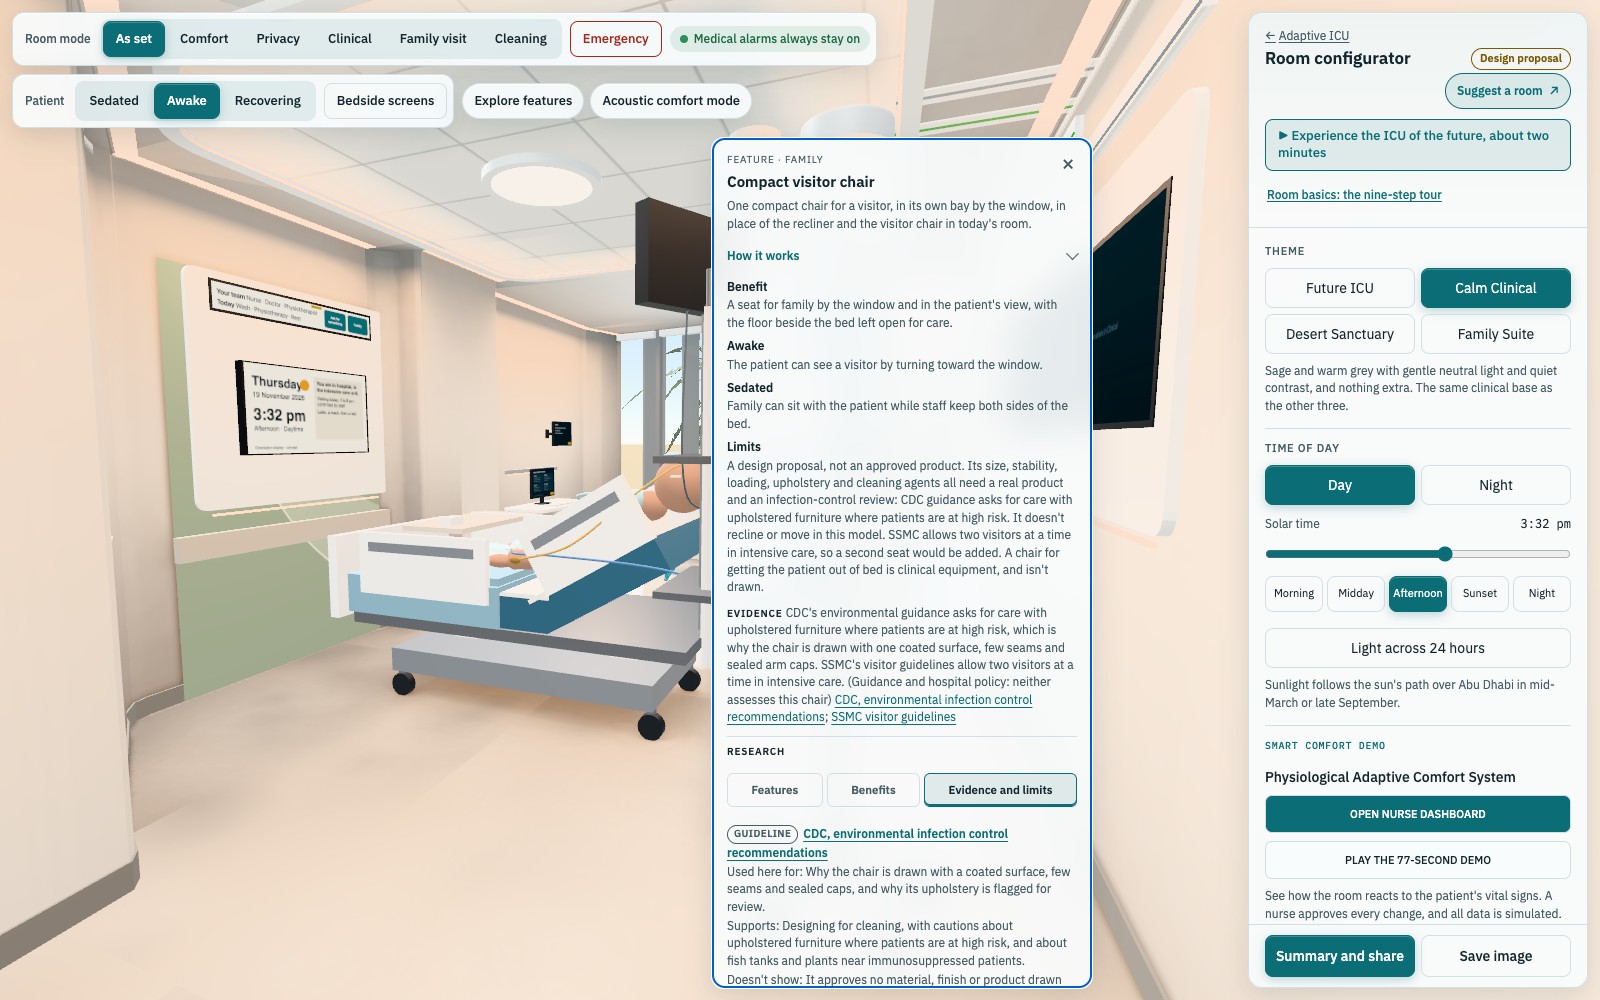 Room mode
As set
Comfort
Privacy
Clinical
Family visit
Cleaning
Emergency
Medical alarms always stay on
Patient
Sedated
Awake
Recovering
Bedside screens
Explore features
Acoustic comfort mode
Your team Nurse · Doctor · Physiotherapist
Today Wash · Physiotherapy · Rest
Thursday
19 November 2026
3:32 pm
Afternoon · Daytime
FEATURE · FAMILY
Compact visitor chair
One compact chair for a visitor, in its own bay by the window, in
place of the recliner and the visitor chair in today's room.
How it works
Benefit
A seat for family by the window and in the patient's view, with
the floor beside the bed left open for care.
Awake
The patient can see a visitor by turning toward the window.
Sedated
Family can sit with the patient while staff keep both sides of the
bed.
Limits
A design proposal, not an approved product. Its size, stability,
loading, upholstery and cleaning agents all need a real product
and an infection-control review: CDC guidance asks for care with
upholstered furniture where patients are at high risk. It doesn't
recline or move in this model. SSMC allows two visitors at a time
in intensive care, so a second seat would be added. A chair for
getting the patient out of bed is clinical equipment, and isn't
drawn.
EVIDENCE CDC's environmental guidance asks for care with
upholstered furniture where patients are at high risk, which is
why the chair is drawn with one coated surface, few seams and
sealed arm caps. SSMC's visitor guidelines allow two visitors at a
time in intensive care. (Guidance and hospital policy: neither
assesses this chair) CDC, environmental infection control
recommendations; SSMC visitor guidelines
RESEARCH
Features
Benefits
Evidence and limits
GUIDELINE CDC, environmental infection control
recommendations
Used here for: Why the chair is drawn with a coated surface, few
seams and sealed caps, and why its upholstery is flagged for
review.
Supports: Designing for cleaning, with cautions about
upholstered furniture where patients are at high risk, and about
fish tanks and plants near immunosuppressed patients.
Doesn't show: It approves no material, finish or product drawn
← Adaptive ICU
Room configurator
Design proposal
Suggest a room ↗
▶ Experience the ICU of the future, about two
minutes
Room basics: the nine-step tour
THEME
Future ICU
Calm Clinical
Desert Sanctuary
Family Suite
Sage and warm grey with gentle neutral light and quiet
contrast, and nothing extra. The same clinical base as
the other three.
TIME OF DAY
Day
Night
Solar time
3:32 pm
Morning
Midday
Afternoon
Sunset
Night
Light across 24 hours
Sunlight follows the sun's path over Abu Dhabi in mid-
March or late September.
SMART COMFORT DEMO
Physiological Adaptive Comfort System
OPEN NURSE DASHBOARD
PLAY THE 77-SECOND DEMO
See how the room reacts to the patient's vital signs. A
nurse approves every change, and all data is simulated.
Summary and share
Save image